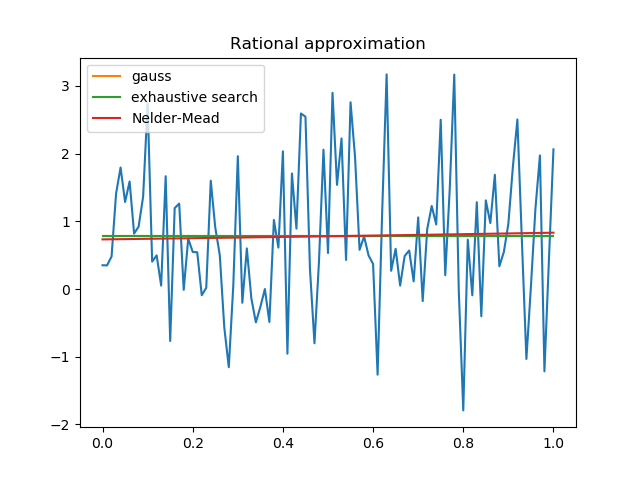 Rational approximation
gauss
exhaustive search
Nelder-Mead
3
2
1
0
−1
−2
0.0 0.2 0.4 0.6 0.8 1.0